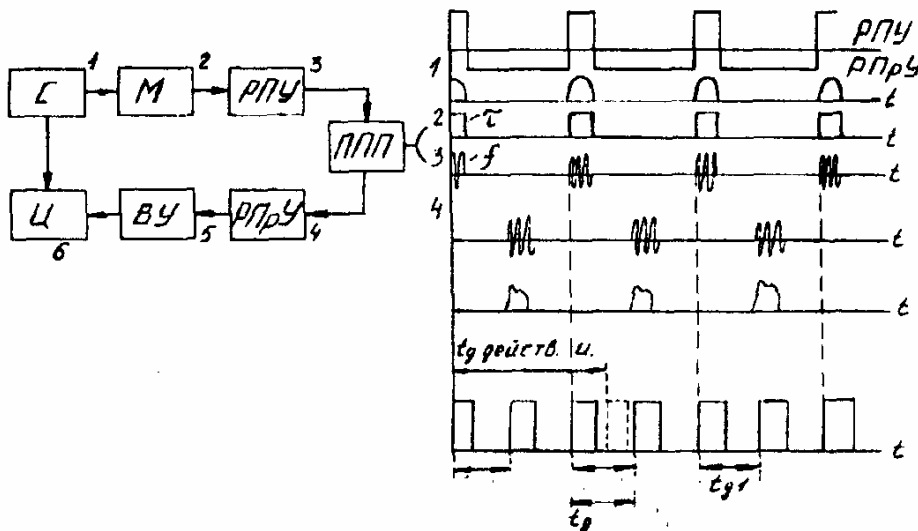 С 1 М 2 РПУ 3
ППП
И 6 ВУ 5 РПрУ 4
РПУ
РПрУ
1
t
2 τ
t
3 f
t
4
t
t
tд действ. и.
t
tд1
tд